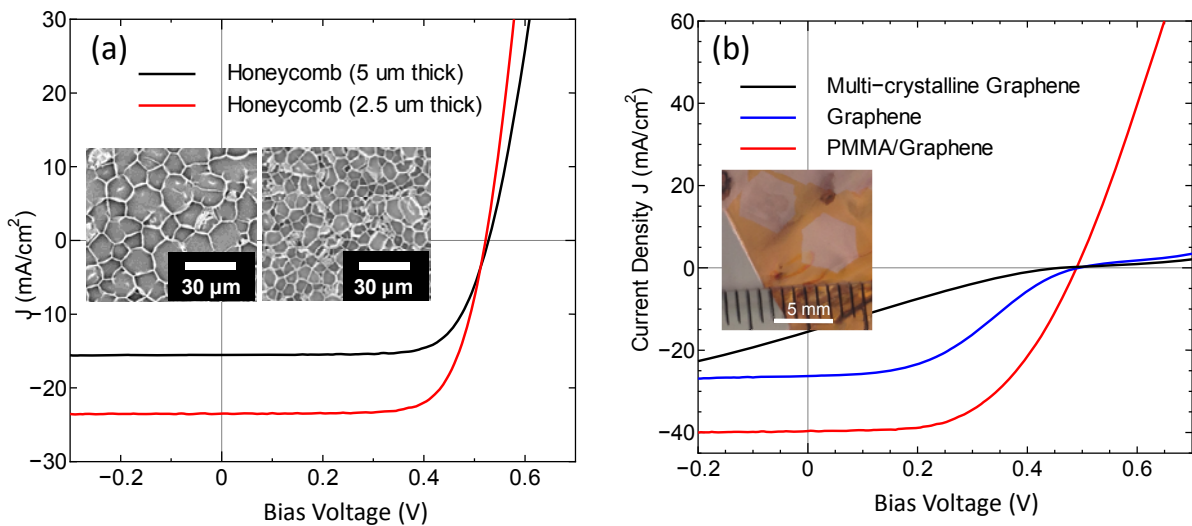 (a)
Honeycomb (5 um thick)
Honeycomb (2.5 um thick)
30 μm
30 μm
J (mA/cm²)
30
20
10
0
−10
−20
−30
−0.2
0
0.2
0.4
0.6
Bias Voltage (V)
(b)
Multi−crystalline Graphene
Graphene
PMMA/Graphene
5 mm
Current Density J (mA/cm²)
60
40
20
0
−20
−40
−0.2
0
0.2
0.4
0.6
Bias Voltage (V)